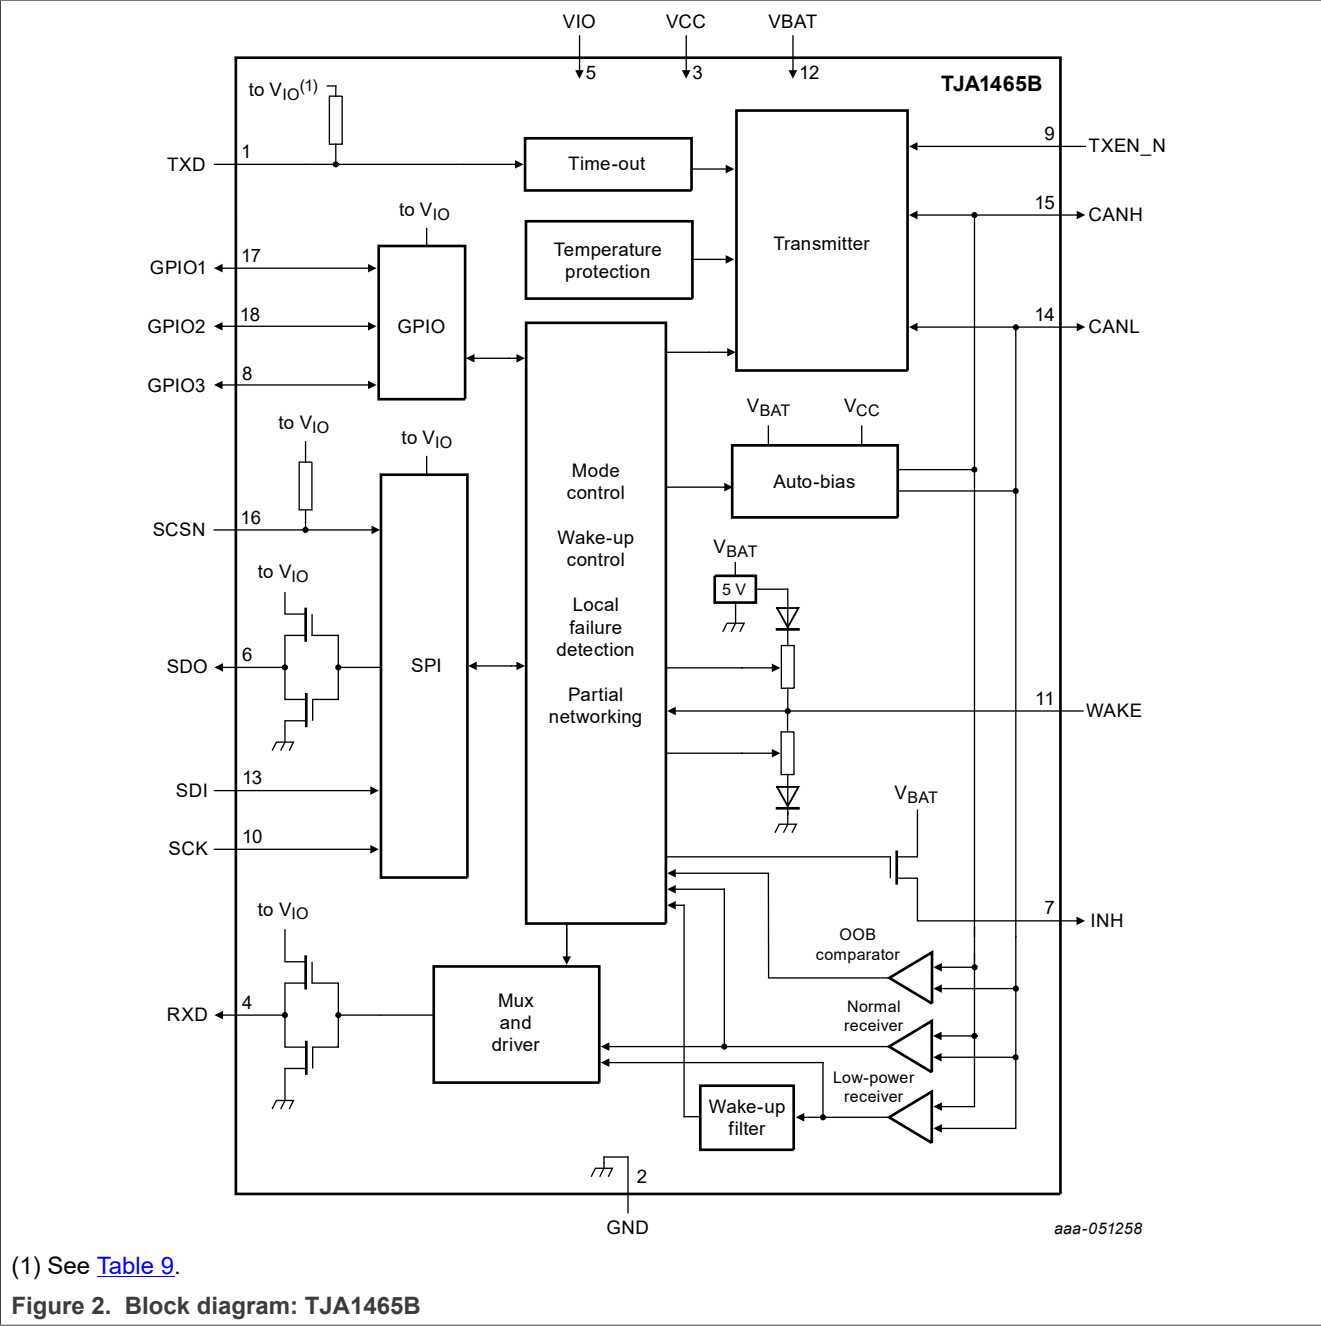 VIO VCC VBAT
5 3 12
TJA1465B
to VIO(1)
TXD 1
Time-out
9 TXEN_N
15 CANH
to VIO
Temperature
protection
Transmitter
GPIO1 17
GPIO2 18
GPIO
14 CANL
GPIO3 8
to VIO
to VIO
VBAT VCC
Auto-bias
Mode
control
SCSN 16
Wake-up
control
VBAT
5 V
to VIO
Local
failure
detection
SDO 6
SPI
Partial
networking
11 WAKE
SDI 13
VBAT
SCK 10
to VIO
7 INH
OOB
comparator
RXD 4
Mux
and
driver
Normal
receiver
Low-power
receiver
Wake-up
filter
2
GND
aaa-051258
(1) See Table 9.
Figure 2. Block diagram: TJA1465B